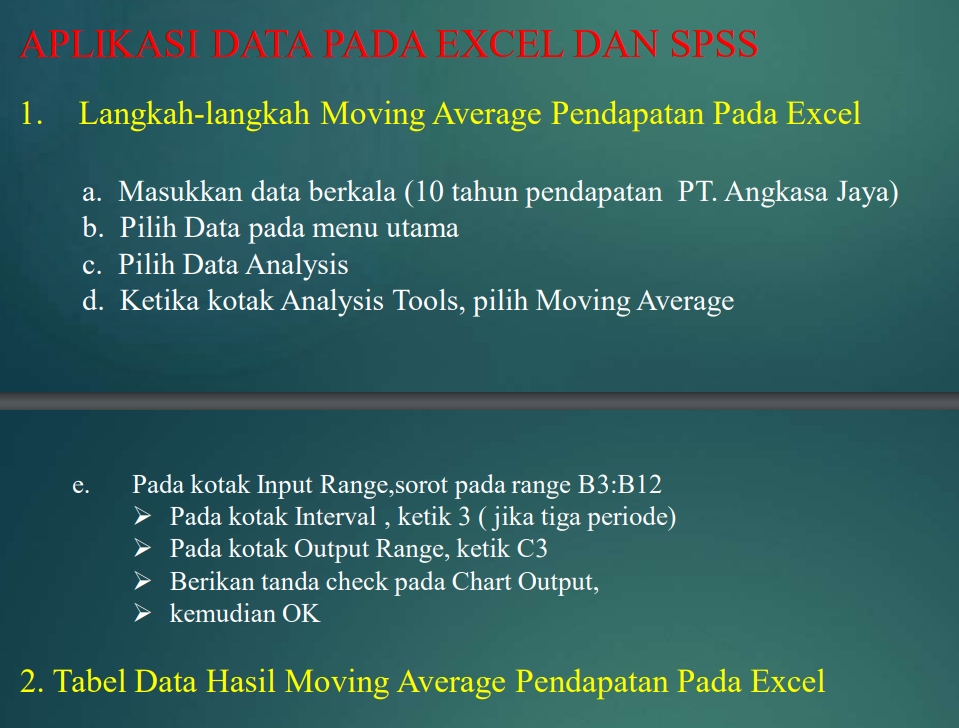 APLIKASI DATA PADA EXCEL DAN SPSS
1. Langkah-langkah Moving Average Pendapatan Pada Excel
a. Masukkan data berkala (10 tahun pendapatan PT. Angkasa Jaya)
b. Pilih Data pada menu utama
c. Pilih Data Analysis
d. Ketika kotak Analysis Tools, pilih Moving Average
e. Pada kotak Input Range,sorot pada range B3:B12
➢ Pada kotak Interval , ketik 3 ( jika tiga periode)
➢ Pada kotak Output Range, ketik C3
➢ Berikan tanda check pada Chart Output,
➢ kemudian OK
2. Tabel Data Hasil Moving Average Pendapatan Pada Excel